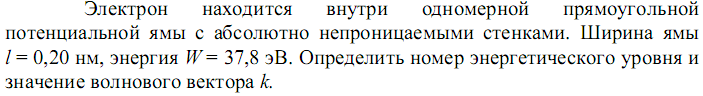 Электрон находится внутри одномерной прямоугольной
потенциальной ямы с абсолютно непроницаемыми стенками. Ширина ямы
l = 0,20 нм, энергия W = 37,8 эВ. Определить номер энергетического уровня и
значение волнового вектора k.